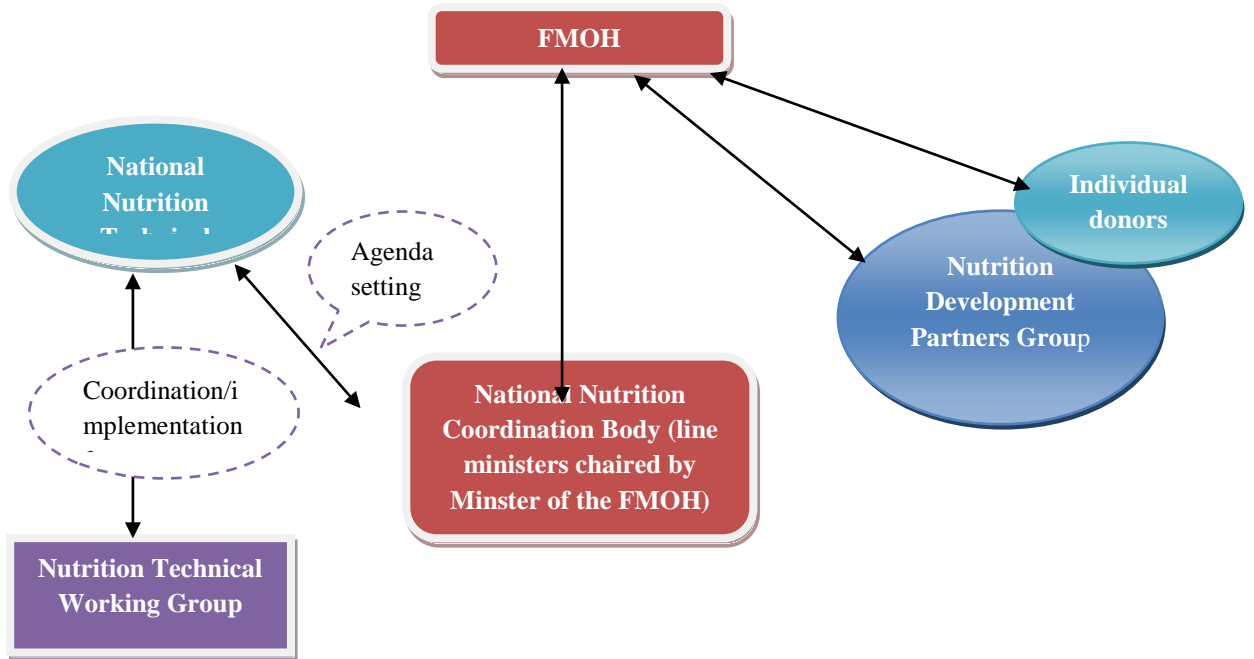 FMOH
National
Nutrition
Individual
donors
Agenda
setting
Nutrition
Development
Partners Group
Coordination/i
mplementation
National Nutrition
Coordination Body (line
ministers chaired by
Minster of the FMOH)
Nutrition Technical
Working Group